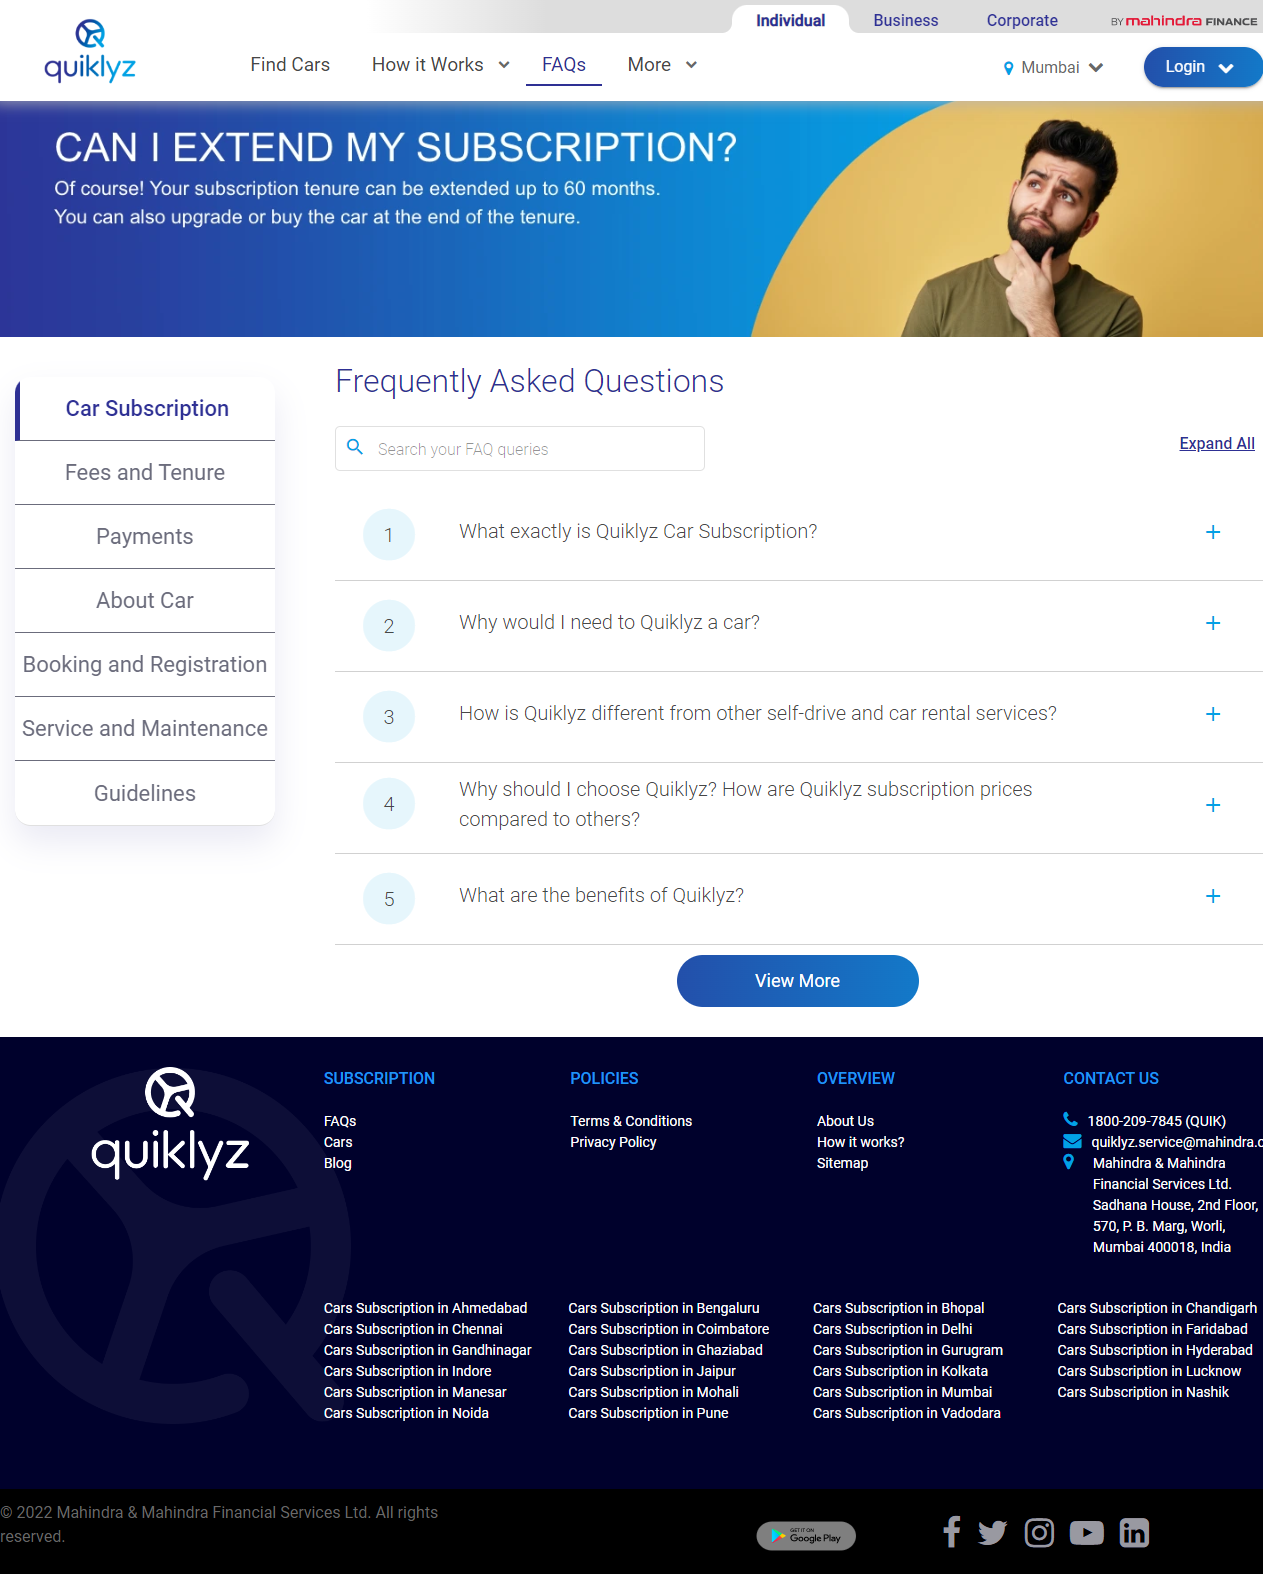 Individual
Business
Corporate
BY mahindra FINANCE
quiklyz
Find Cars
How it Works
FAQs
More
Mumbai
Login
CAN I EXTEND MY SUBSCRIPTION?
Of course! Your subscription tenure can be extended up to 60 months.
You can also upgrade or buy the car at the end of the tenure.
Car Subscription
Fees and Tenure
Payments
About Car
Booking and Registration
Service and Maintenance
Guidelines
Frequently Asked Questions
Search your FAQ queries
Expand All
1
What exactly is Quiklyz Car Subscription?
+
2
Why would I need to Quiklyz a car?
+
3
How is Quiklyz different from other self-drive and car rental services?
+
4
Why should I choose Quiklyz? How are Quiklyz subscription prices
compared to others?
+
5
What are the benefits of Quiklyz?
+
View More
quiklyz
SUBSCRIPTION
FAQs
Cars
Blog
POLICIES
Terms & Conditions
Privacy Policy
OVERVIEW
About Us
How it works?
Sitemap
CONTACT US
1800-209-7845 (QUIK)
quiklyz.service@mahindra.c
Mahindra & Mahindra
Financial Services Ltd.
Sadhana House, 2nd Floor,
570, P. B. Marg, Worli,
Mumbai 400018, India
Cars Subscription in Ahmedabad
Cars Subscription in Bengaluru
Cars Subscription in Bhopal
Cars Subscription in Chandigarh
Cars Subscription in Chennai
Cars Subscription in Coimbatore
Cars Subscription in Delhi
Cars Subscription in Faridabad
Cars Subscription in Gandhinagar
Cars Subscription in Ghaziabad
Cars Subscription in Gurugram
Cars Subscription in Hyderabad
Cars Subscription in Indore
Cars Subscription in Jaipur
Cars Subscription in Kolkata
Cars Subscription in Lucknow
Cars Subscription in Manesar
Cars Subscription in Mohali
Cars Subscription in Mumbai
Cars Subscription in Nashik
Cars Subscription in Noida
Cars Subscription in Pune
Cars Subscription in Vadodara
© 2022 Mahindra & Mahindra Financial Services Ltd. All rights
reserved.
GET IT ON
Google Play